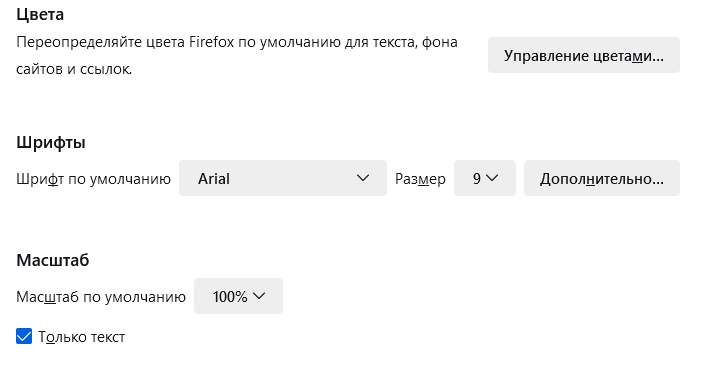 Цвета
Переопределяйте цвета Firefox по умолчанию для текста, фона
сайтов и ссылок.
Управление цветами...
Шрифты
Шрифт по умолчанию Arial Размер 9 Дополнительно...
Масштаб
Масштаб по умолчанию 100%
Только текст